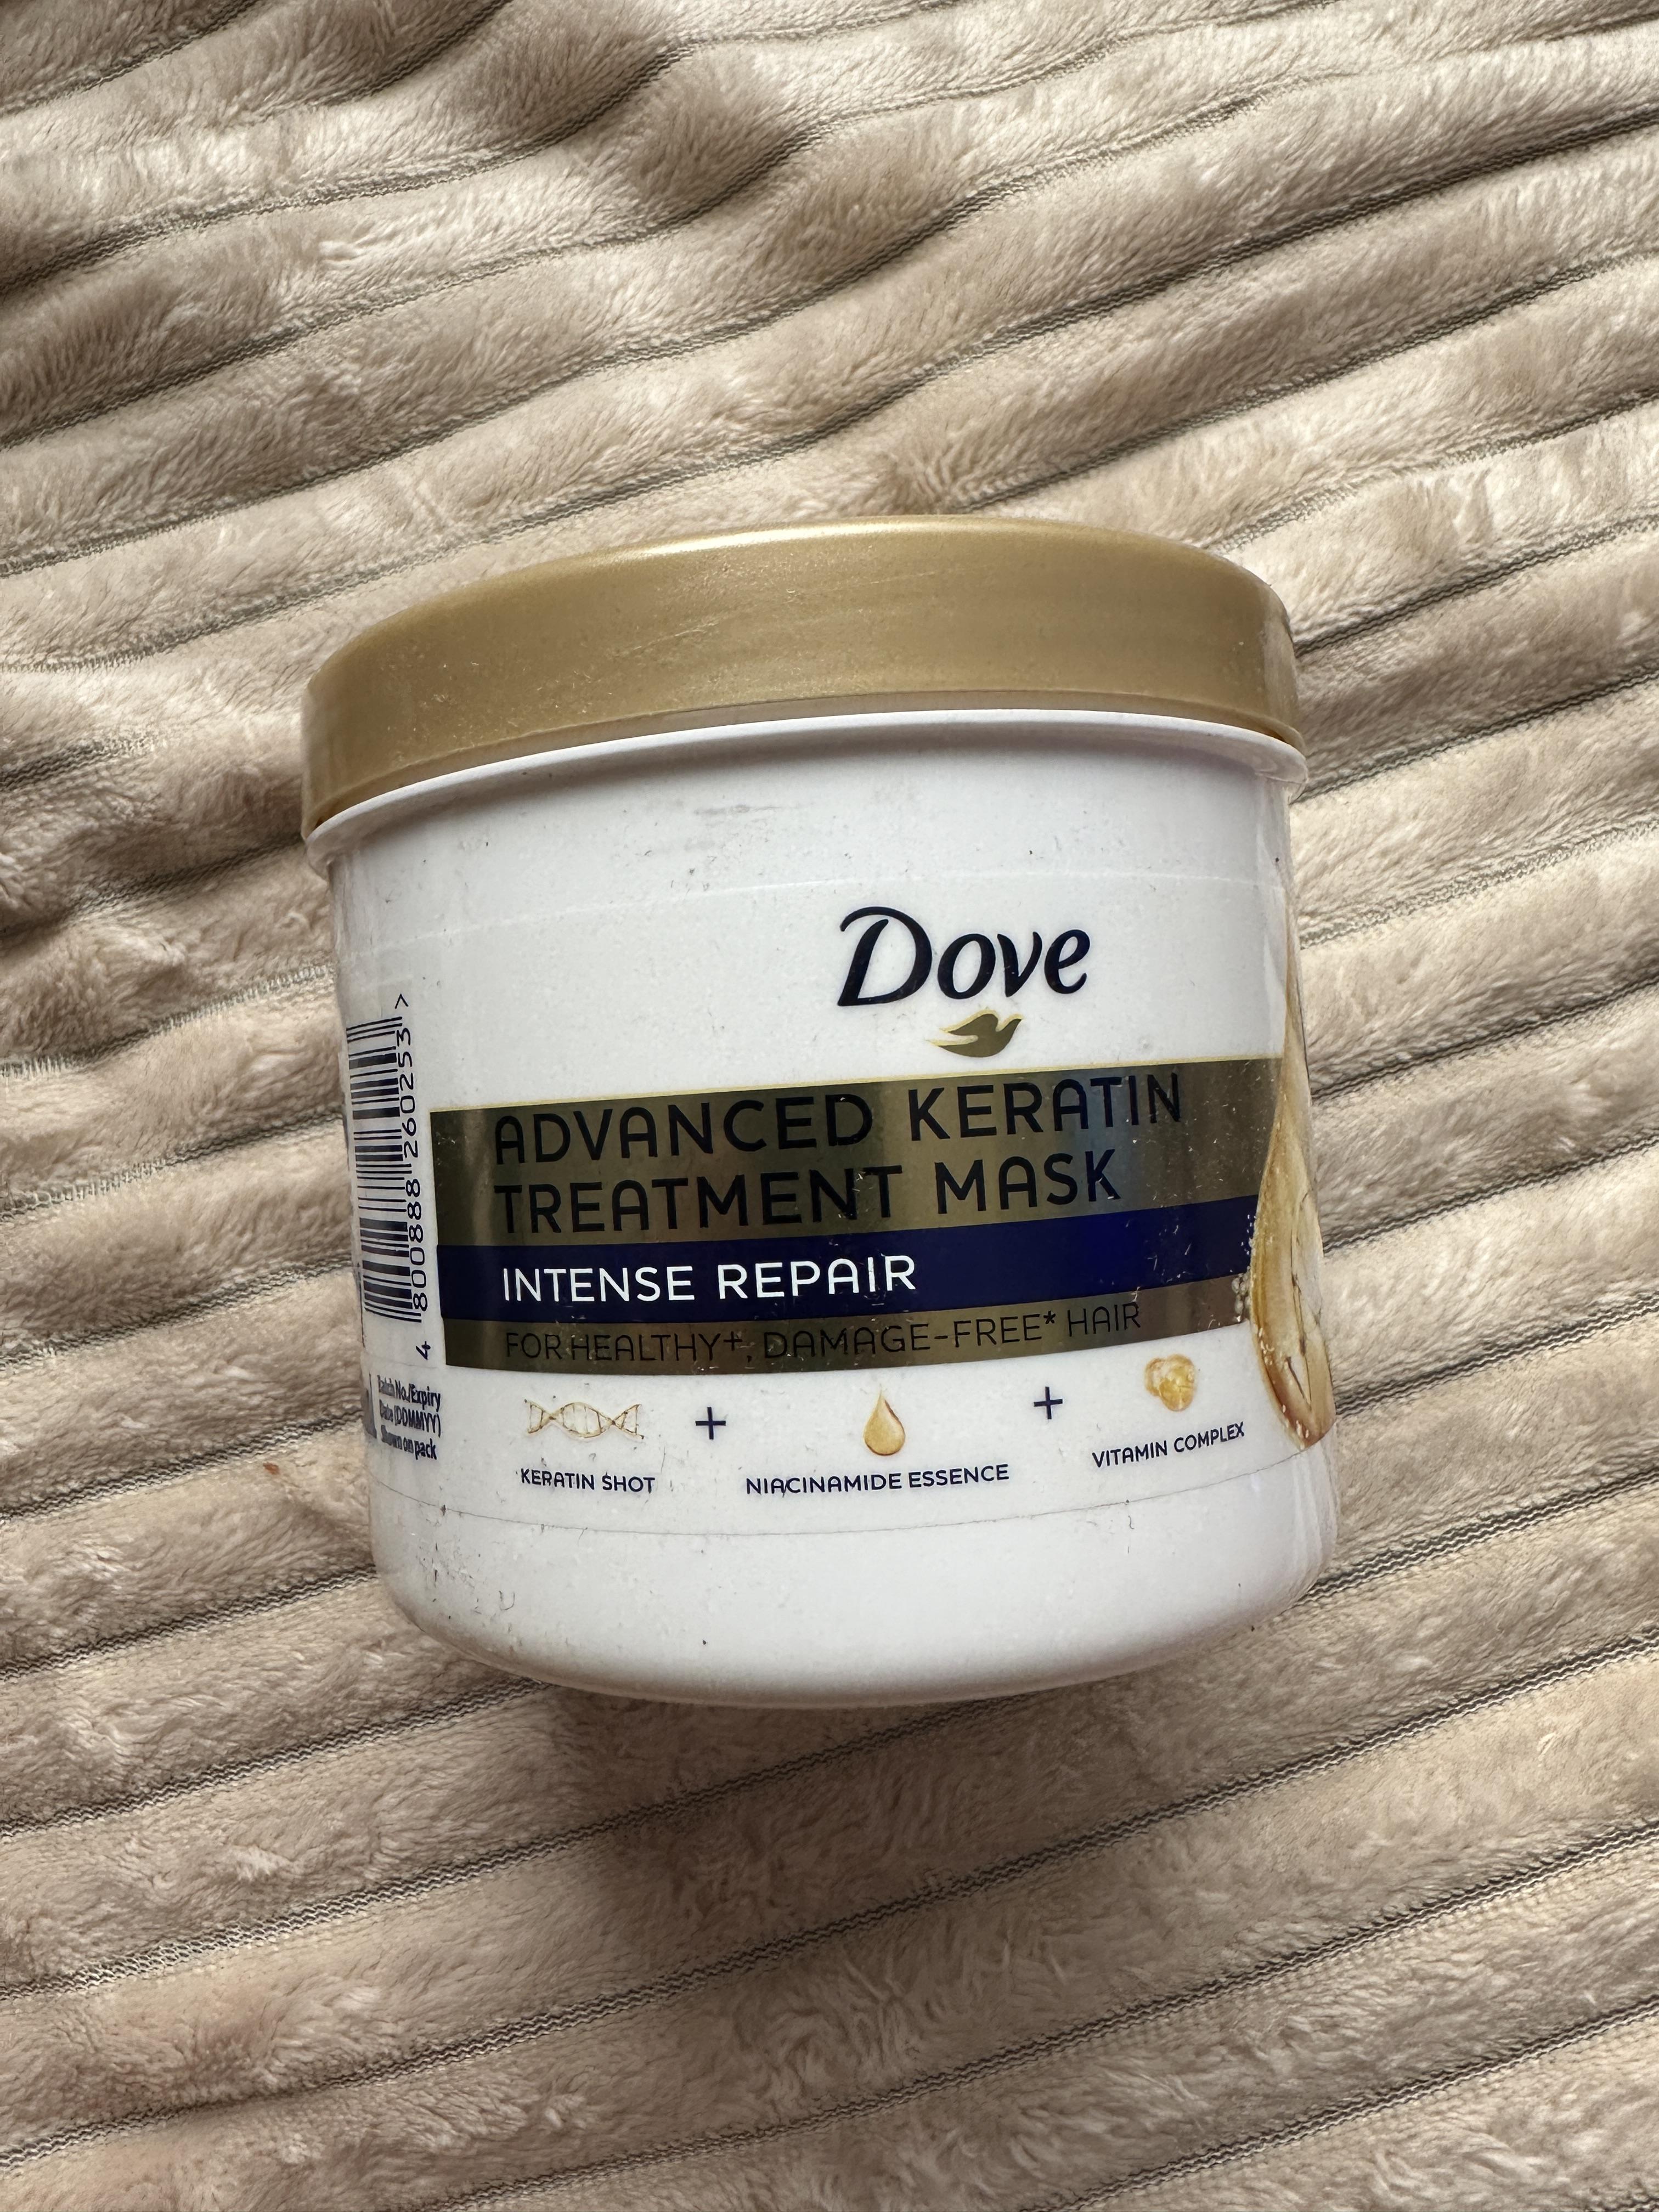 Dove
ADVANCED KERATIN
TREATMENT MASK
INTENSE REPAIR
FOR HEALTHY+, DAMAGE-FREE* HAIR
KERATIN SHOT
+
NIACINAMIDE ESSENCE
+
VITAMIN COMPLEX
4 800888 260253 >
Batch No./Expiry
Date (DDMMYY)
Shown on pack